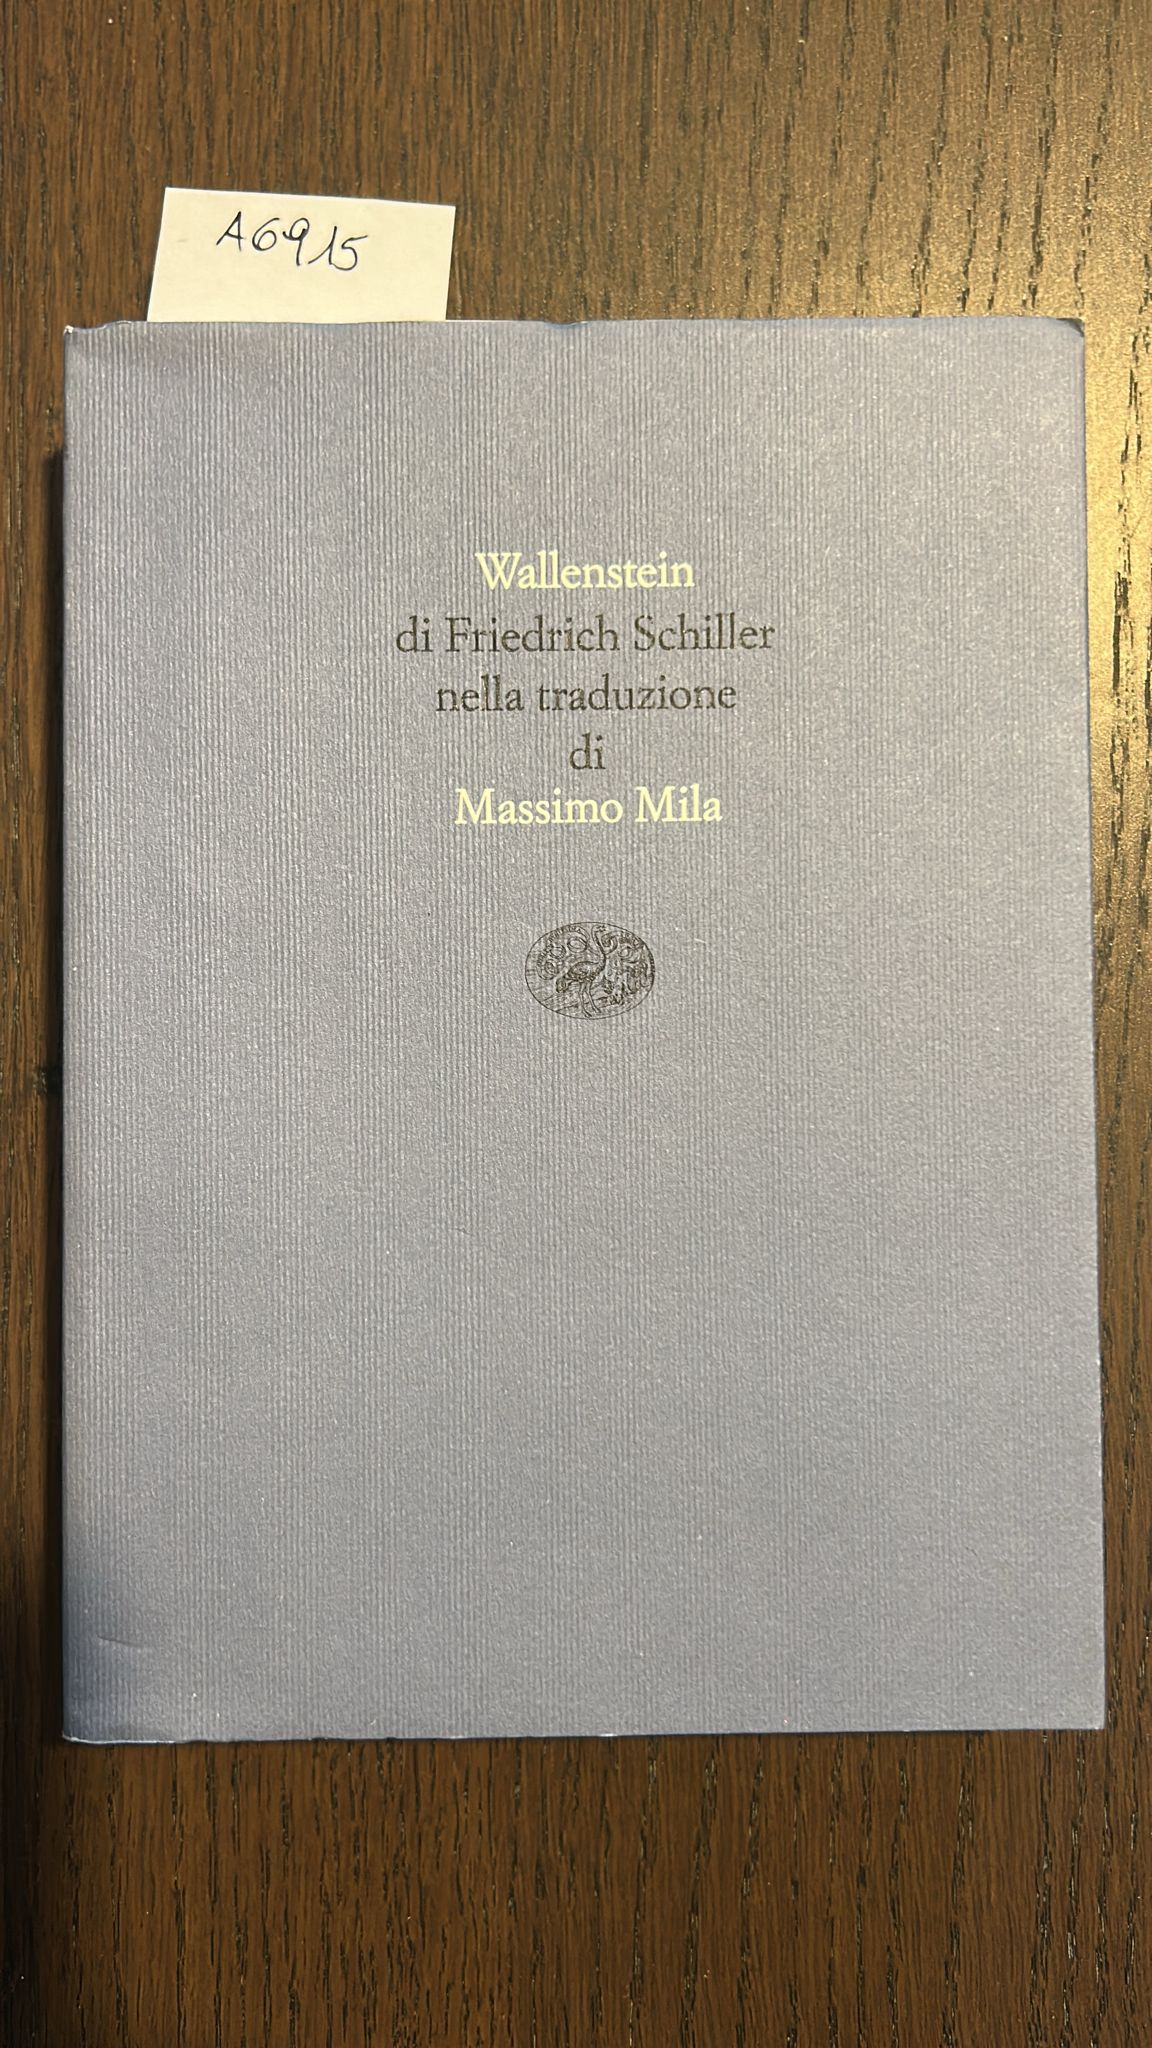 A6915
Wallenstein
di Friedrich Schiller
nella traduzione
di
Massimo Mila